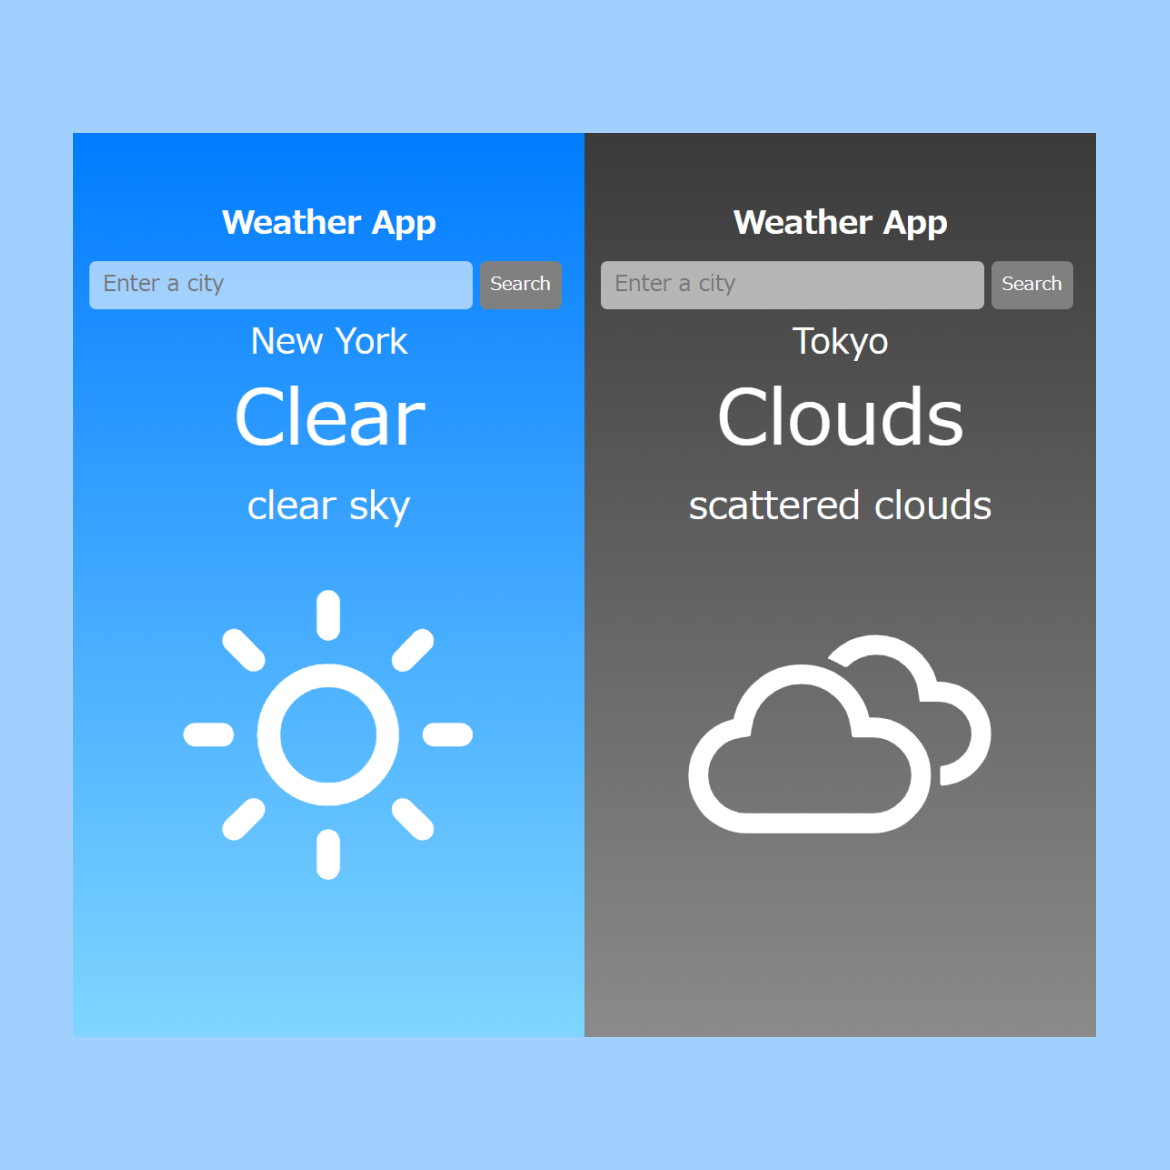 Weather App
Enter a city
Search
New York
Clear
clear sky
Weather App
Enter a city
Search
Tokyo
Clouds
scattered clouds